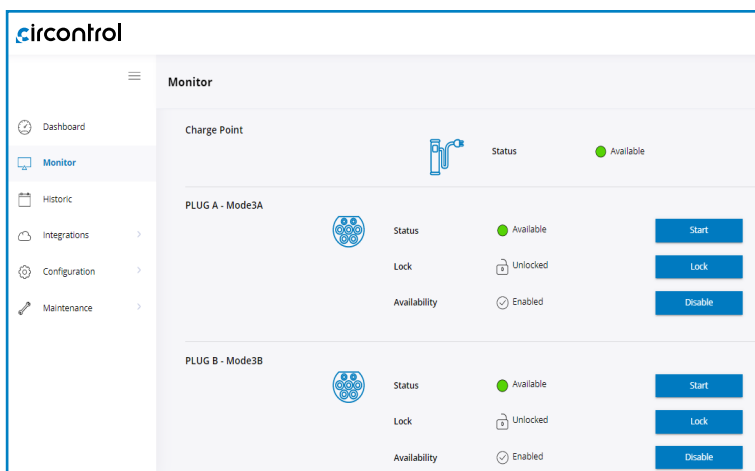 circontrol
Monitor
Dashboard
Monitor
Historic
Integrations
Configuration
Maintenance
Charge Point
Status Available
PLUG A - Mode3A
Status Available Start
Lock Unlocked Lock
Availability Enabled Disable
PLUG B - Mode3B
Status Available Start
Lock Unlocked Lock
Availability Enabled Disable